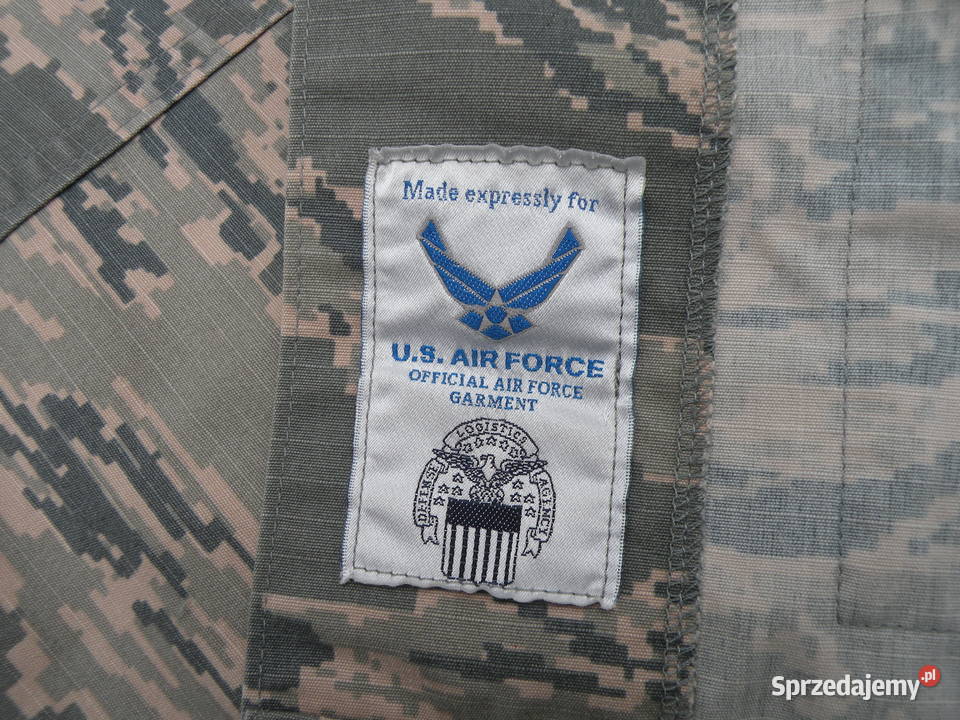 Made expressly for
U.S. AIR FORCE
OFFICIAL AIR FORCE
GARMENT
LOGISTICS
DEFENSE
AGENCY
Sprzedajemy.pl